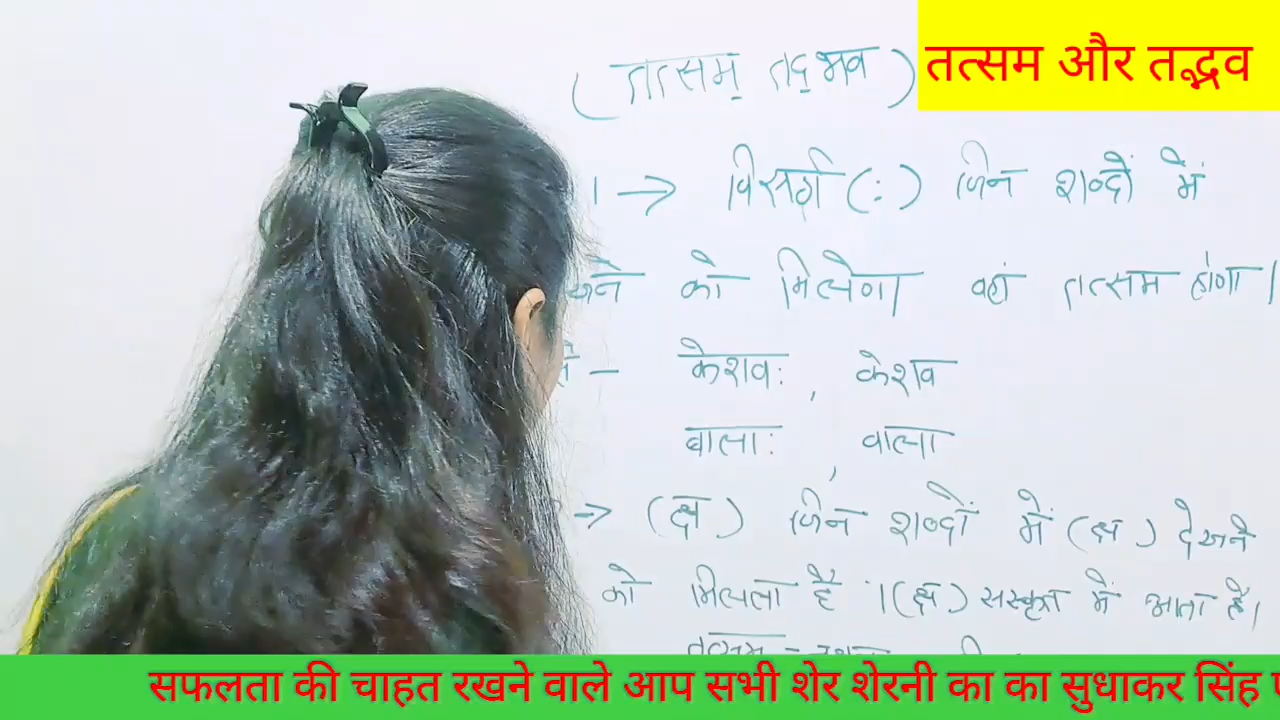 तत्सम और तद्भव
(तत्सम्, तद्भव)
1 → विसर्ग (:) जिन शब्दों में
को मिलेगा वहां तत्सम होगा।
– केशवः, केशव
बालाः, वाला
→ (क्ष) जिन शब्दों में (क्ष) देखने
को मिलता है ।(क्ष) संस्कृत में आता है।
सफलता की चाहत रखने वाले आप सभी शेर शेरनी का का सुधाकर सिंह